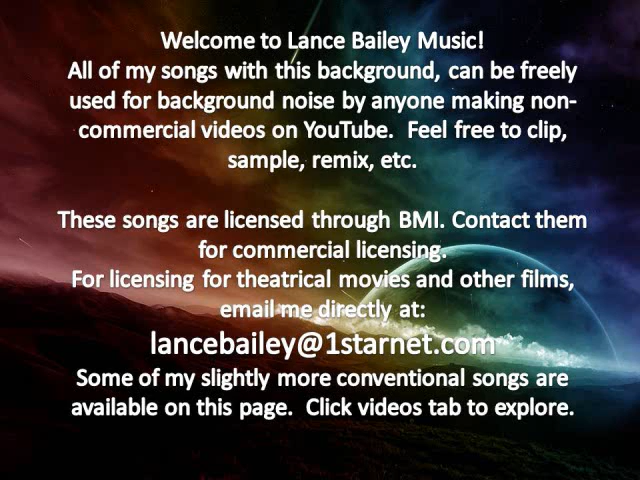 Welcome to Lance Bailey Music!
All of my songs with this background, can be freely
used for background noise by anyone making non-
commercial videos on YouTube.  Feel free to clip,
sample, remix, etc.
These songs are licensed through BMI. Contact them
for commercial licensing.
For licensing for theatrical movies and other films,
email me directly at:
lancebailey@1starnet.com
Some of my slightly more conventional songs are
available on this page.  Click videos tab to explore.